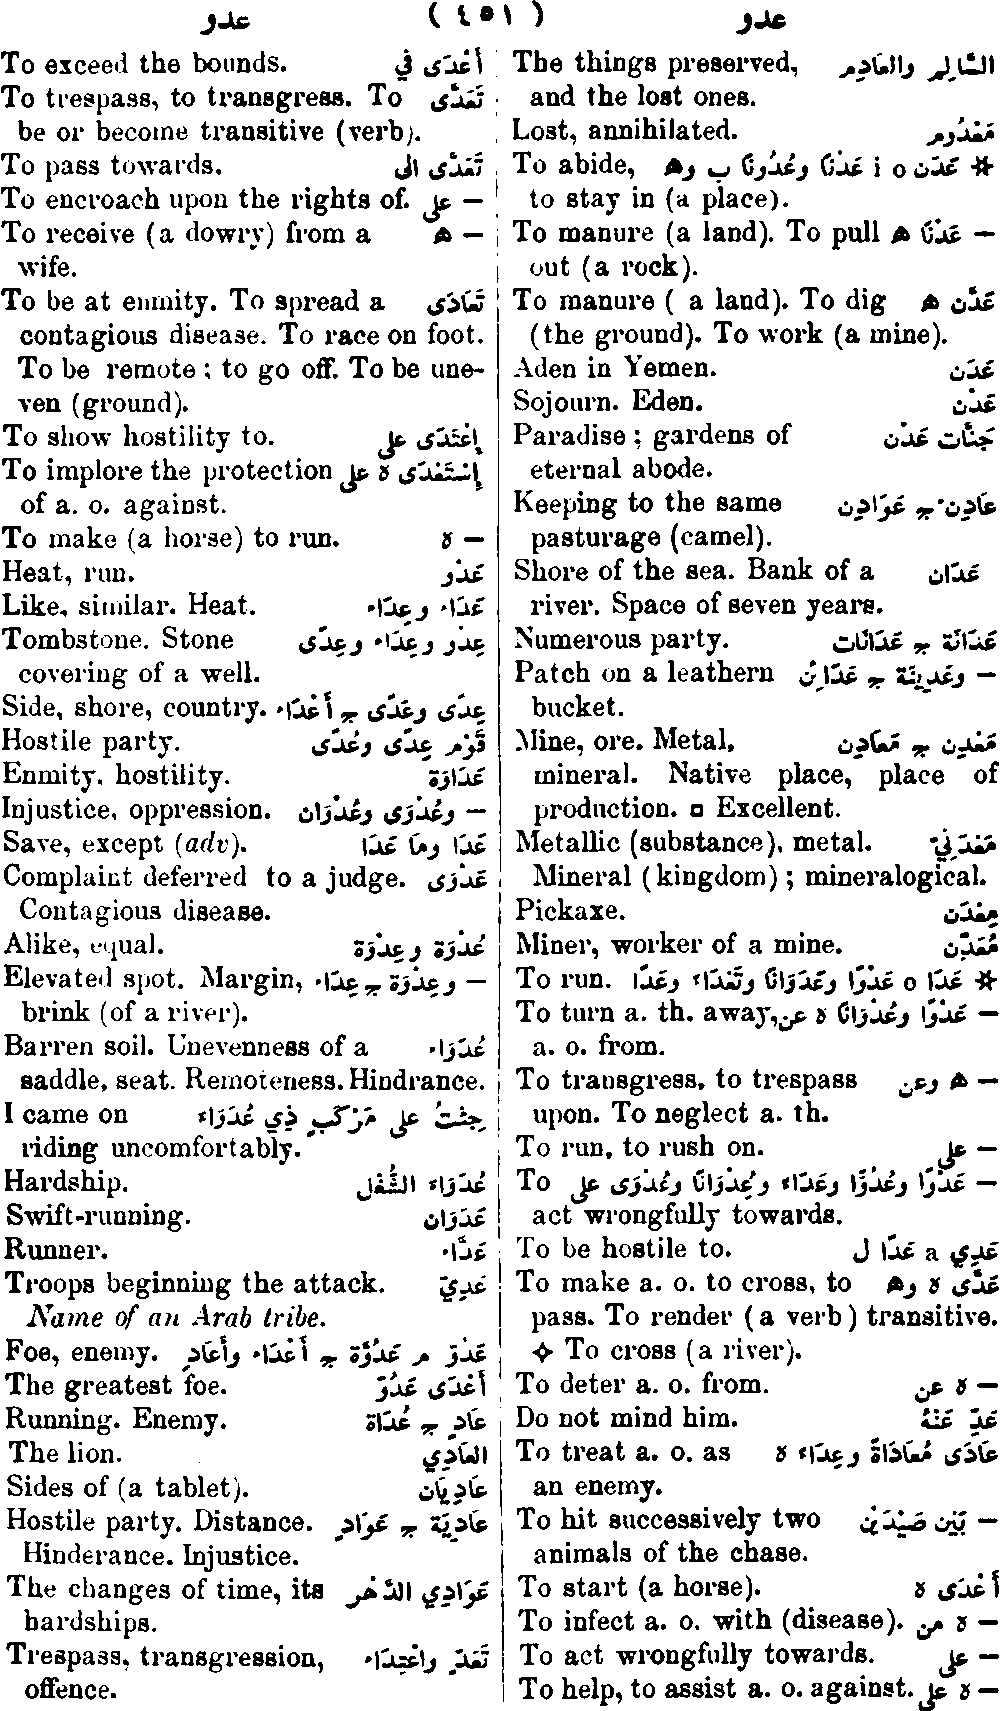 عدو ( ٤٥١ ) عدو
The things preserved, السَّالِم والعَادِم
and the lost ones.
Lost, annihilated. مَعْدُوم
To abide, ✲ عَدَن i o عَدْنًا وعُدُونًا ب وه
to stay in (a place).
To manure (a land). To pull — عَدْنًا ه
out (a rock).
To manure ( a land). To dig عَدَّن ه
(the ground). To work (a mine).
Aden in Yemen. عَدَن
Sojourn. Eden. عَدْن
Paradise ; gardens of جَنَّات عَدْن
eternal abode.
Keeping to the same عَادِن ج عَوَادِن
pasturage (camel).
Shore of the sea. Bank of a عَدَان
river. Space of seven years.
Numerous party. عَدَانَة ج عَدَانَات
Patch on a leathern — وعَدِينَة ج عَدَائِن
bucket.
Mine, ore. Metal, مَعْدِن ج مَعَادِن
mineral. Native place, place of
production. ◘ Excellent.
Metallic (substance), metal. مَعْدَنِيّ
Mineral (kingdom) ; mineralogical.
Pickaxe. مِعْدَن
Miner, worker of a mine. مُعَدِّن
To run. ✲ عَدَا o عَدْوًا وعَدَوَانًا وتَعْدَاء وعَدًا
To turn a. th. away, — عَدْوًا وعُدْوَانًا ه عن
a. o. from.
To transgress, to trespass — ه وعن
upon. To neglect a. th.
To run, to rush on. — على
To — عَدْوًا وعُدُوًّا وعَدَاء وعُدْوَانًا وعُدْوَى على
act wrongfully towards.
To be hostile to. عَدِي a عَدًا ل
To make a. o. to cross, to عَدَّى ه وه
pass. To render (a verb) transitive.
✧ To cross (a river).
To deter a. o. from. — ه عن
Do not mind him. عَدِّ عَنْهُ
To treat a. o. as عَادَى مُعَادَاةً وعِدَاء ه
an enemy.
To hit successively two — بَيْن صَيْدَيْن
animals of the chase.
To start (a horse). أَعْدَى ه
To infect a. o. with (disease). — ه من
To act wrongfully towards. — على
To help, to assist a. o. against. — ه على
To exceed the bounds. أَعْدَى في
To trespass, to transgress. To تَعَدَّى
be or become transitive (verb).
To pass towards. تَعَدَّى الى
To encroach upon the rights of. — على
To receive (a dowry) from a — ه
wife.
To be at enmity. To spread a تَعَادَى
contagious disease. To race on foot.
To be remote ; to go off. To be une-
ven (ground).
To show hostility to. إِعْتَدَى على
To implore the protection إِسْتَعْدَى ه على
of a. o. against.
To make (a horse) to run. — ه
Heat, run. عَدْو
Like, similar. Heat. عَدَاء وعِدَاء
Tombstone. Stone عِدْو وعِدَاء وعِدًى
covering of a well.
Side, shore, country. عِدًى وعَدًى ج أَعْدَاء
Hostile party. قَوْم عِدًى وعُدًى
Enmity, hostility. عَدَاوَة
Injustice, oppression. — وعُدْوَى وعُدْوَان
Save, except (adv). عَدَا ومَا عَدَا
Complaint deferred to a judge. عَدْوَى
Contagious disease.
Alike, equal. عُدْوَة وعِدْوَة
Elevated spot. Margin, — وعِدْوَة ج عِدَاء
brink (of a river).
Barren soil. Unevenness of a عُدَوَاء
saddle, seat. Remoteness. Hindrance.
I came on جِئْتُ على مَرْكَبٍ ذِي عُدَوَاء
riding uncomfortably.
Hardship. عُدَوَاء الشُّغْل
Swift-running. عَدَوَان
Runner. عَدَّاء
Troops beginning the attack. عَدِيّ
Name of an Arab tribe.
Foe, enemy. عَدُوّ م عَدُوَّة ج أَعْدَاء وأَعَادٍ
The greatest foe. أَعْدَى عَدُوّ
Running. Enemy. عَادٍ ج عُدَاة
The lion. العَادِي
Sides of (a tablet). عَادِيَان
Hostile party. Distance. عَادِيَة ج عَوَادٍ
Hinderance. Injustice.
The changes of time, its عَوَادِي الدَّهْر
hardships.
Trespass, transgression, تَعَدٍّ واعْتِدَاء
offence.